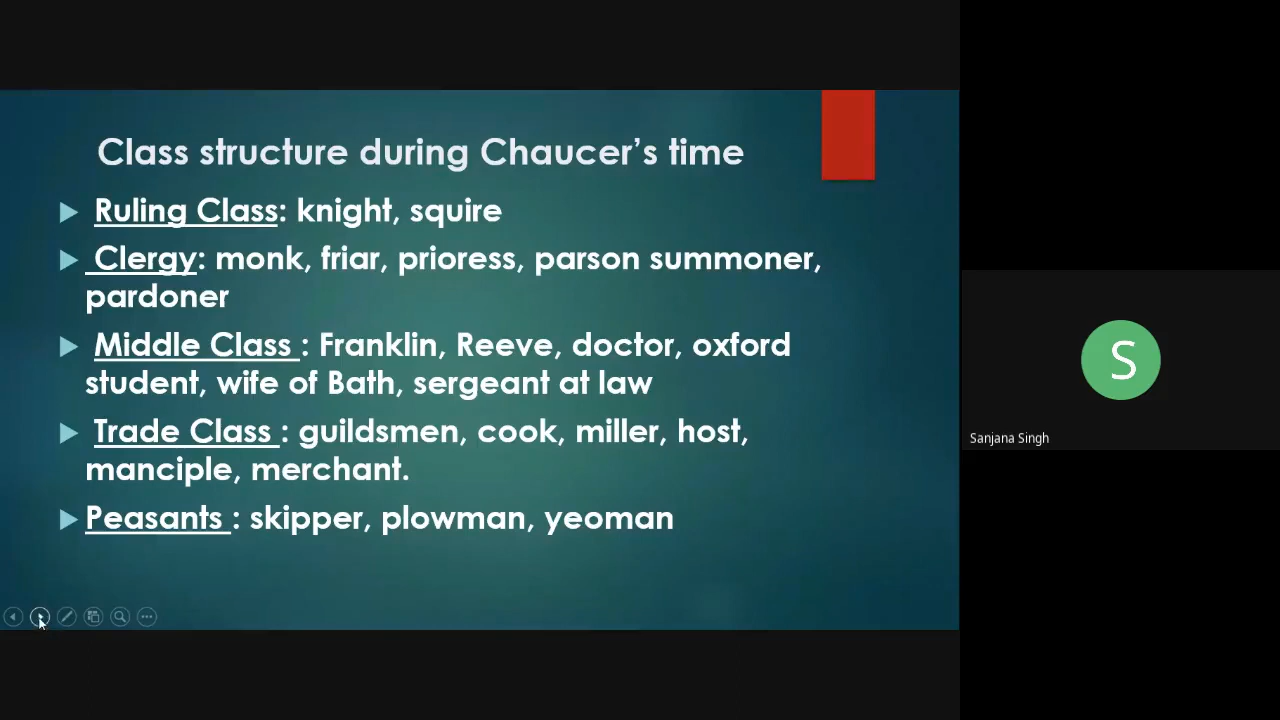 Class structure during Chaucer’s time
Ruling Class: knight, squire
Clergy: monk, friar, prioress, parson summoner,
pardoner
Middle Class : Franklin, Reeve, doctor, oxford
student, wife of Bath, sergeant at law
Trade Class : guildsmen, cook, miller, host,
manciple, merchant.
Peasants : skipper, plowman, yeoman
S
Sanjana Singh